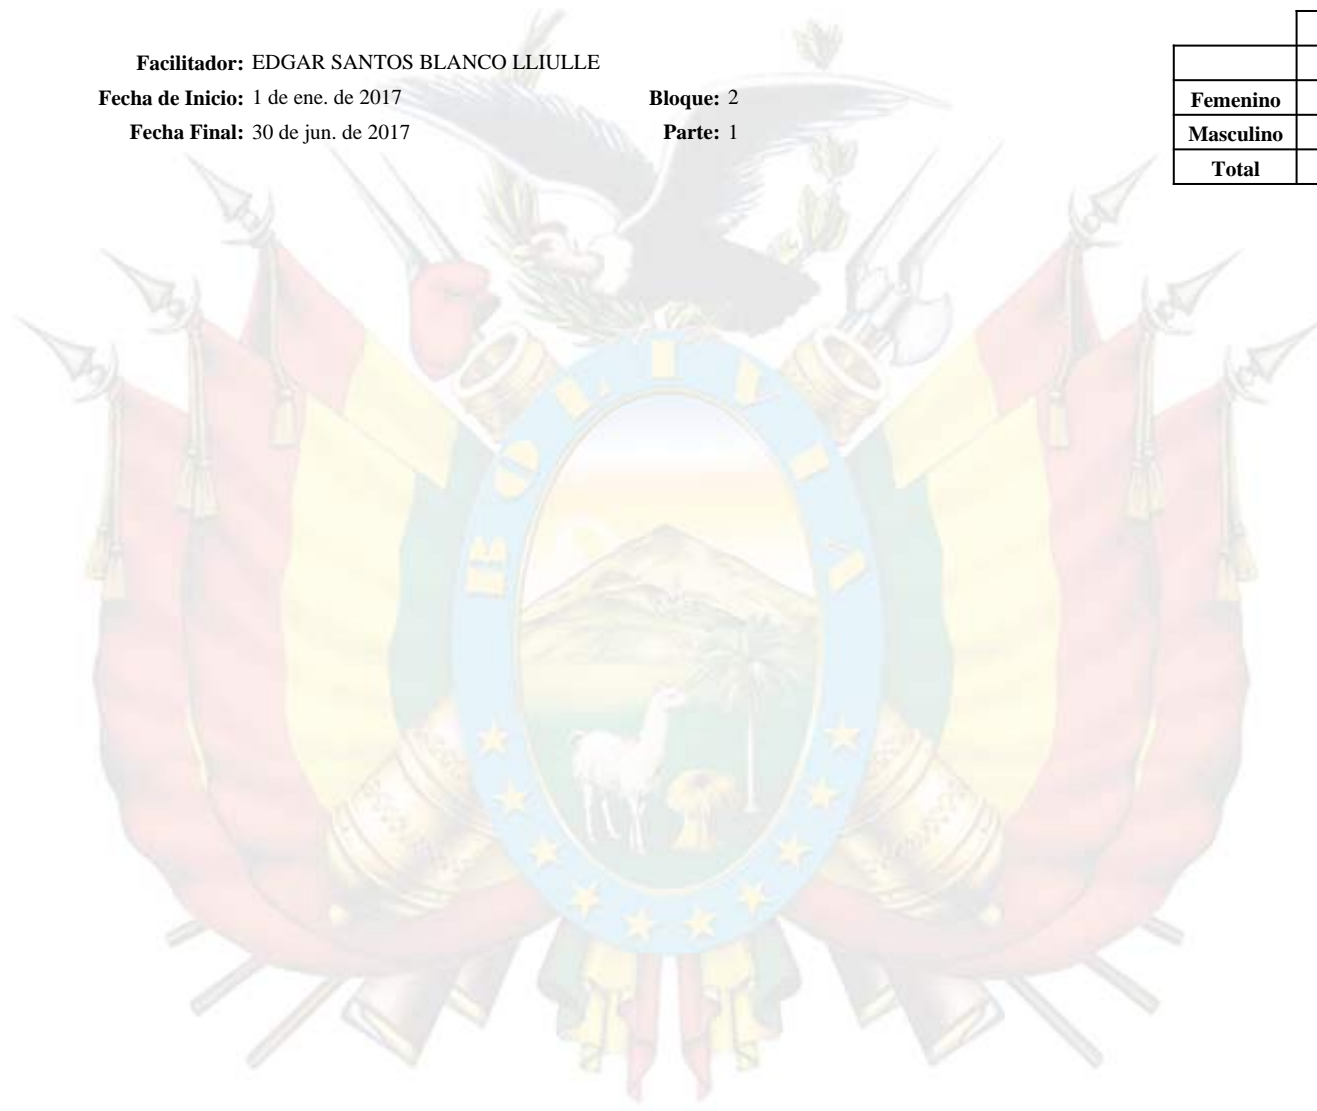 Facilitador: EDGAR SANTOS BLANCO LLIULLE
Fecha de Inicio: 1 de ene. de 2017 Bloque: 2
Fecha Final: 30 de jun. de 2017 Parte: 1
Femenino
Masculino
Total
BOLIVIA